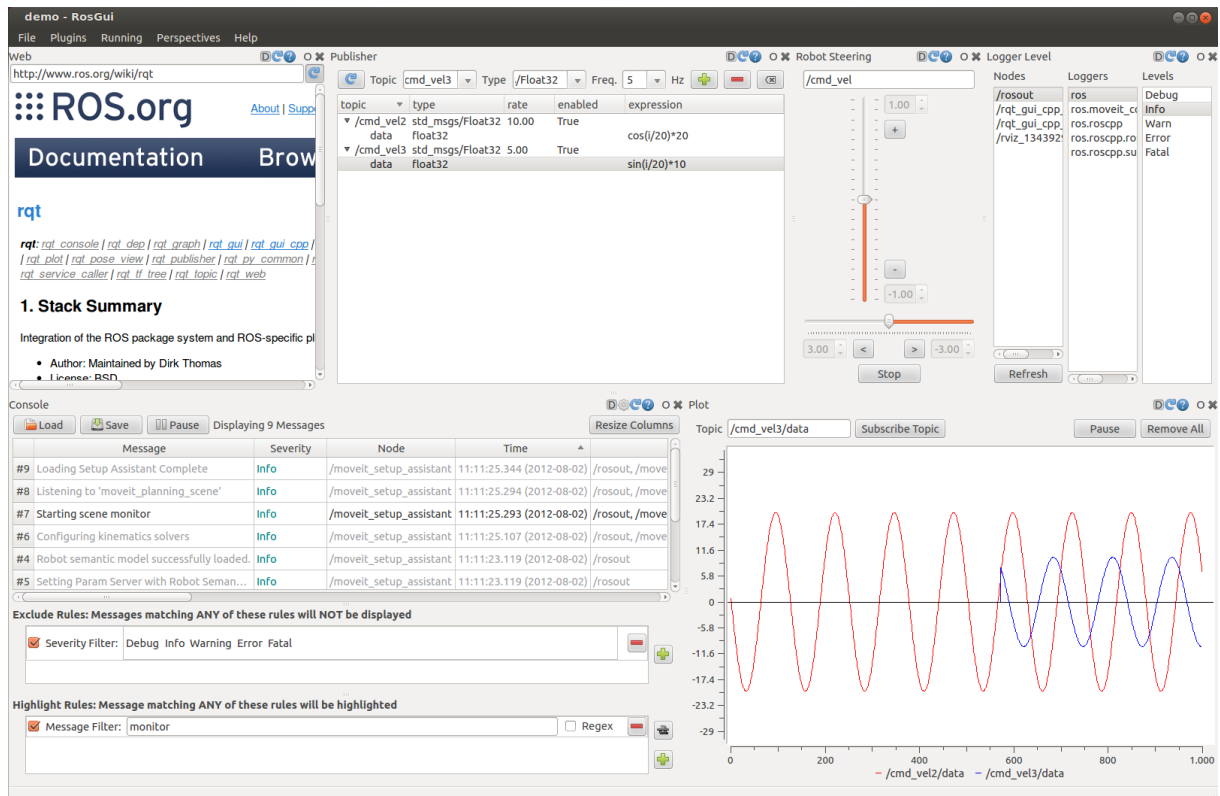 demo - RosGui
File Plugins Running Perspectives Help
Web
http://www.ros.org/wiki/rqt
ROS.org
About | Suppo
Documentation Brow
rqt
rqt: rqt_console | rqt_dep | rqt_graph | rqt_gui | rqt_gui_cpp |
| rqt_plot | rqt_pose_view | rqt_publisher | rqt_py_common |
rqt_service_caller | rqt_tf_tree | rqt_topic | rqt_web
1. Stack Summary
Integration of the ROS package system and ROS-specific pl
Author: Maintained by Dirk Thomas
License: BSD
Publisher
Topic cmd_vel3 Type /Float32 Freq. 5 Hz
topic type rate enabled expression
/cmd_vel2 std_msgs/Float32 10.00 True
data float32 cos(i/20)*20
/cmd_vel3 std_msgs/Float32 5.00 True
data float32 sin(i/20)*10
Robot Steering
/cmd_vel
1.00
+
-
-1.00
3.00 < > -3.00
Stop
Logger Level
Nodes Loggers Levels
/rosout ros Debug
/rqt_gui_cpp_ ros.moveit_co Info
/rqt_gui_cpp_ ros.roscpp Warn
/rviz_1343929 ros.roscpp.ro Error
ros.roscpp.su Fatal
Refresh
Console
Load Save Pause Displaying 9 Messages Resize Columns
Message Severity Node Time
#9 Loading Setup Assistant Complete Info /moveit_setup_assistant 11:11:25.344 (2012-08-02) /rosout, /move
#8 Listening to 'moveit_planning_scene' Info /moveit_setup_assistant 11:11:25.294 (2012-08-02) /rosout, /move
#7 Starting scene monitor Info /moveit_setup_assistant 11:11:25.293 (2012-08-02) /rosout, /move
#6 Configuring kinematics solvers Info /moveit_setup_assistant 11:11:25.107 (2012-08-02) /rosout, /move
#4 Robot semantic model successfully loaded. Info /moveit_setup_assistant 11:11:23.119 (2012-08-02) /rosout
#5 Setting Param Server with Robot Seman... Info /moveit_setup_assistant 11:11:23.119 (2012-08-02) /rosout
Exclude Rules: Messages matching ANY of these rules will NOT be displayed
Severity Filter: Debug Info Warning Error Fatal
Highlight Rules: Message matching ANY of these rules will be highlighted
Message Filter: monitor Regex
Plot
Topic /cmd_vel3/data Subscribe Topic Pause Remove All
29
23.2
17.4
11.6
5.8
0
-5.8
-11.6
-17.4
-23.2
-29
0 200 400 600 800 1.000
/cmd_vel2/data /cmd_vel3/data